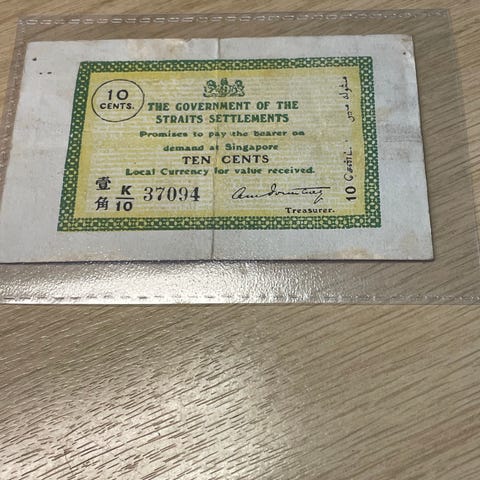 10
CENTS.
THE GOVERNMENT OF THE
STRAITS SETTLEMENTS
Promises to pay the bearer on
demand at Singapore
TEN CENTS
Local Currency for value received.
壹角
K/10 37094
Treasurer.
10